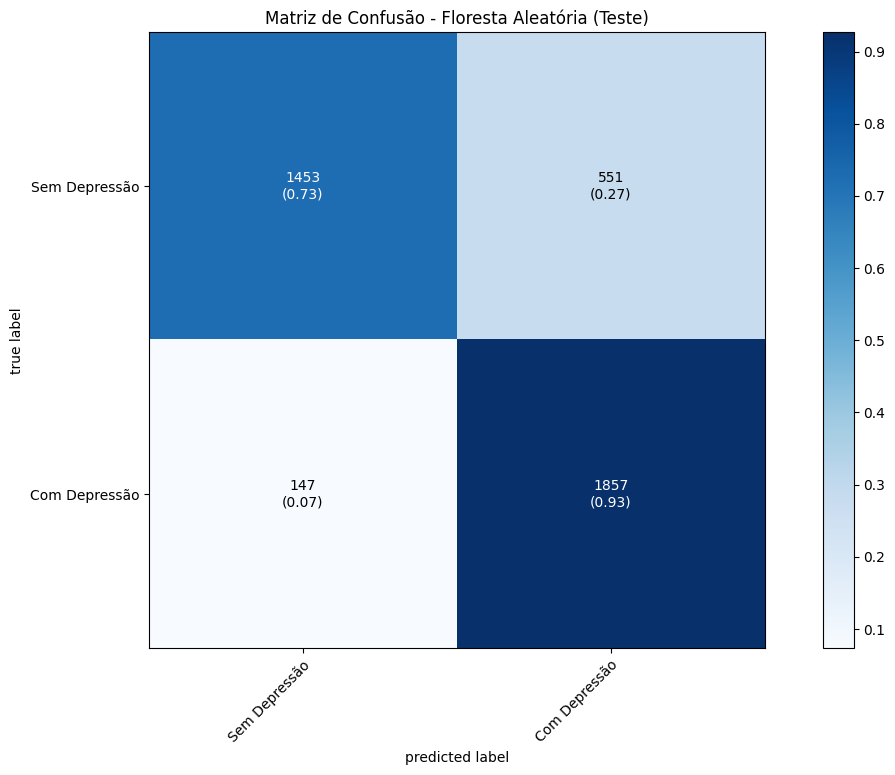 Matriz de Confusão - Floresta Aleatória (Teste)
true label
Sem Depressão
1453
(0.73)
551
(0.27)
Com Depressão
147
(0.07)
1857
(0.93)
Sem Depressão
Com Depressão
predicted label
0.9
0.8
0.7
0.6
0.5
0.4
0.3
0.2
0.1